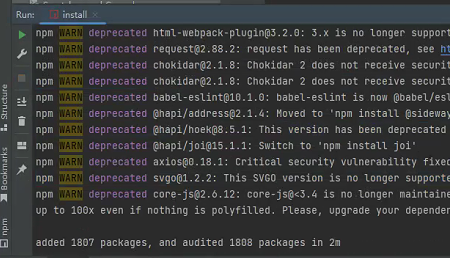 Run: install
npm WARN deprecated html-webpack-plugin@3.2.0: 3.x is no longer support
npm WARN deprecated request@2.88.2: request has been deprecated, see ht
npm WARN deprecated chokidar@2.1.8: Chokidar 2 does not receive securit
npm WARN deprecated chokidar@2.1.8: Chokidar 2 does not receive securit
npm WARN deprecated babel-eslint@10.1.0: babel-eslint is now @babel/esl
npm WARN deprecated @hapi/address@2.1.4: Moved to 'npm install @sideway
npm WARN deprecated @hapi/hoek@8.5.1: This version has been deprecated
npm WARN deprecated @hapi/joi@15.1.1: Switch to 'npm install joi'
npm WARN deprecated axios@0.18.1: Critical security vulnerability fixed
npm WARN deprecated svgo@1.2.2: This SVGO version is no longer supporte
npm WARN deprecated core-js@2.6.12: core-js@<3.4 is no longer maintaine
up to 100x even if nothing is polyfilled. Please, upgrade your dependen
added 1807 packages, and audited 1808 packages in 2m
Structure
Bookmarks
npm